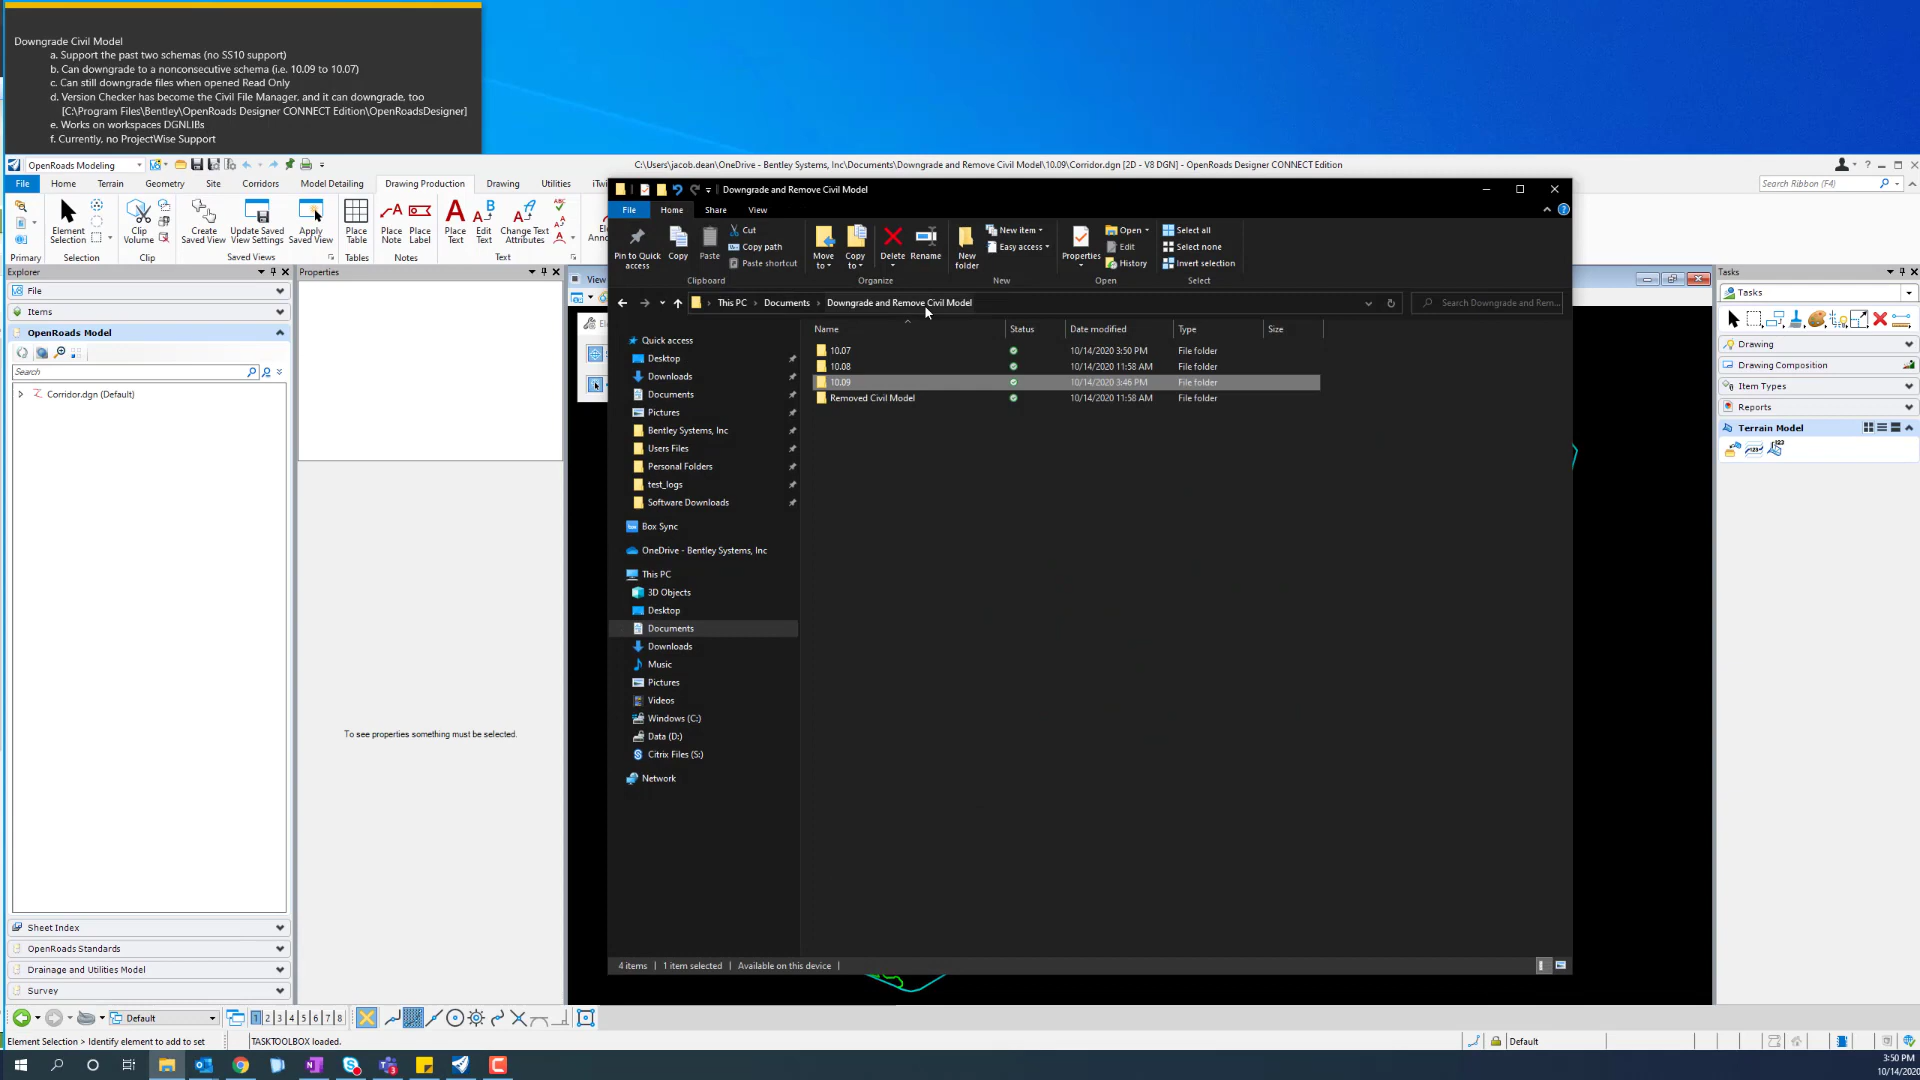 Downgrade Civil Model
a. Support the past two schemas (no SS10 support)
b. Can downgrade to a nonconsecutive schema (i.e. 10.09 to 10.07)
c. Can still downgrade files when opened Read Only
d. Version Checker has become the Civil File Manager, and it can downgrade, too
[C:\Program Files\Bentley\OpenRoads Designer CONNECT Edition\OpenRoadsDesigner]
e. Works on workspaces DGNLIBs
f. Currently, no ProjectWise Support
OpenRoads Modeling
C:\Users\jacob.dean\OneDrive - Bentley Systems, Inc\Documents\Downgrade and Remove Civil Model\10.09\Corridor.dgn [2D - V8 DGN] - OpenRoads Designer CONNECT Edition
File Home Terrain Geometry Site Corridors Model Detailing Drawing Production Drawing Utilities iTwi
Search Ribbon (F4)
Element Selection
Clip Volume
Create Saved View
Update Saved View Settings
Apply Saved View
Place Table
Place Note
Place Label
Place Text
Edit Text
Change Text Attributes
Primary Selection Clip Saved Views Tables Notes Text
Downgrade and Remove Civil Model
File Home Share View
Pin to Quick access
Copy
Paste
Cut
Copy path
Paste shortcut
Move to
Copy to
Delete
Rename
New folder
New item
Easy access
Properties
Open
Edit
History
Select all
Select none
Invert selection
Clipboard Organize New Open Select
This PC Documents Downgrade and Remove Civil Model
Search Downgrade and Rem...
Name Status Date modified Type Size
10.07 10/14/2020 3:50 PM File folder
10.08 10/14/2020 11:58 AM File folder
10.09 10/14/2020 3:46 PM File folder
Removed Civil Model 10/14/2020 11:58 AM File folder
Quick access
Desktop
Downloads
Documents
Pictures
Bentley Systems, Inc
Users Files
Personal Folders
test_logs
Software Downloads
Box Sync
OneDrive - Bentley Systems, Inc
This PC
3D Objects
Desktop
Documents
Downloads
Music
Pictures
Videos
Windows (C:)
Data (D:)
Citrix Files (S:)
Network
4 items 1 item selected Available on this device
Explorer
File
Items
OpenRoads Model
Search
Corridor.dgn (Default)
Sheet Index
OpenRoads Standards
Drainage and Utilities Model
Survey
Properties
To see properties something must be selected.
View
Tasks
Tasks
Drawing
Drawing Composition
Item Types
Reports
Terrain Model
Default
1 2 3 4 5 6 7 8
Element Selection > Identify element to add to set
TASKTOOLBOX loaded.
Default
3:50 PM
10/14/2020